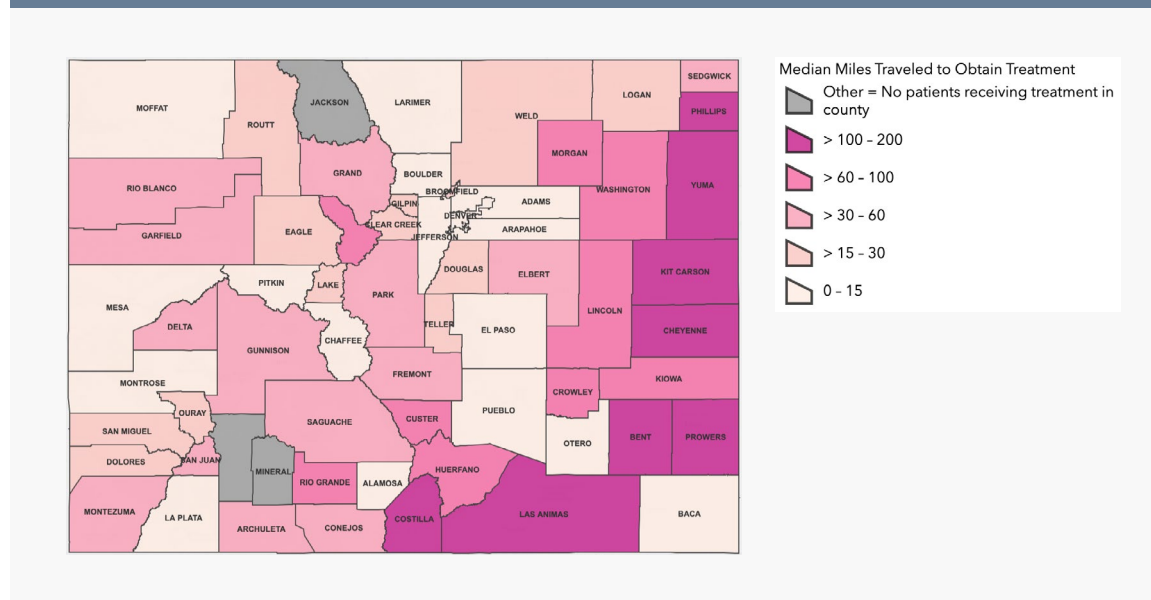 Median Miles Traveled to Obtain Treatment
Other = No patients receiving treatment in
county
> 100 – 200
> 60 – 100
> 30 – 60
> 15 – 30
0 – 15
SEDGWICK
MOFFAT
JACKSON
LARIMER
LOGAN
PHILLIPS
ROUTT
WELD
MORGAN
GRAND
BOULDER
RIO BLANCO
BROOMFIELD
WASHINGTON
YUMA
GILPIN
ADAMS
DENVER
CLEAR CREEK
ARAPAHOE
GARFIELD
EAGLE
JEFFERSON
DOUGLAS
ELBERT
KIT CARSON
PITKIN
LAKE
PARK
MESA
LINCOLN
DELTA
TELLER
EL PASO
CHEYENNE
CHAFFEE
GUNNISON
MONTROSE
FREMONT
KIOWA
CROWLEY
OURAY
SAGUACHE
CUSTER
PUEBLO
SAN MIGUEL
OTERO
BENT
PROWERS
DOLORES
SAN JUAN
MINERAL
HUERFANO
RIO GRANDE
ALAMOSA
MONTEZUMA
LA PLATA
ARCHULETA
CONEJOS
COSTILLA
LAS ANIMAS
BACA